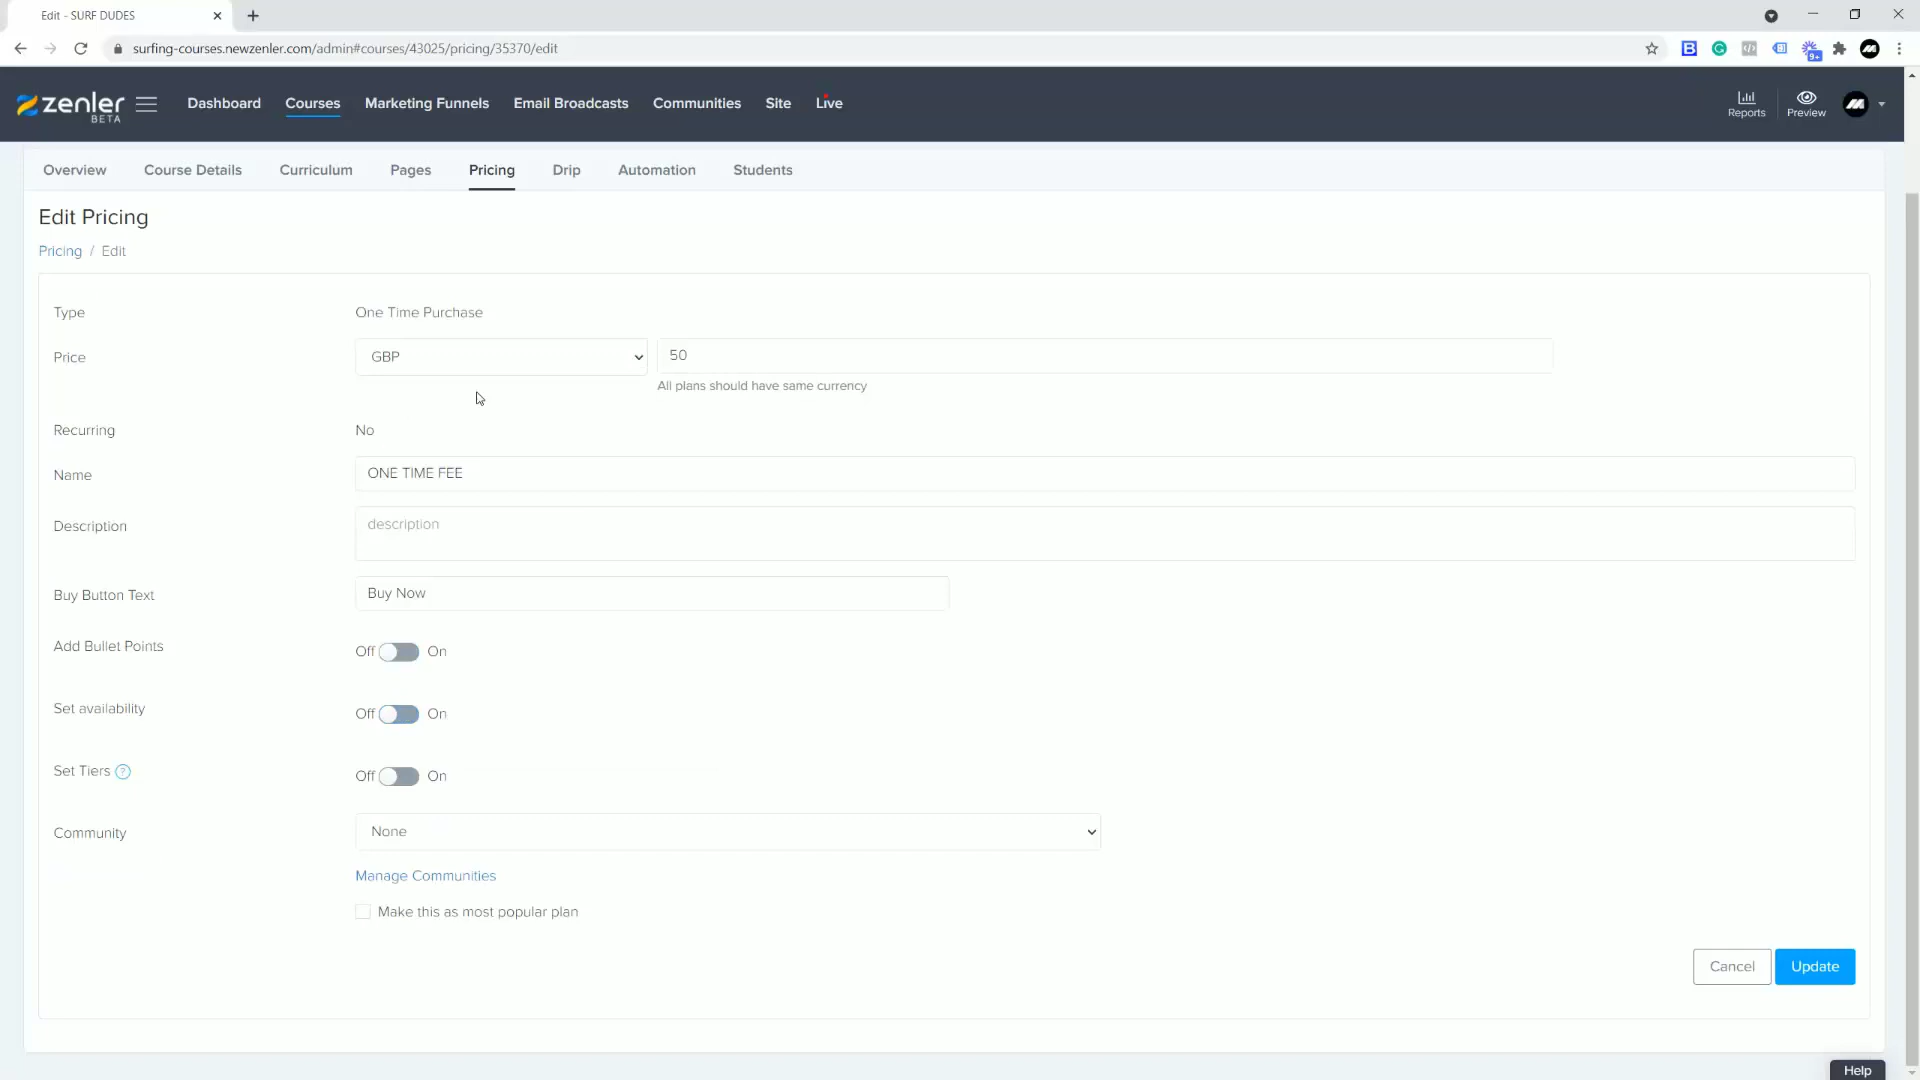 Edit - SURF DUDES
surfing-courses.newzenler.com/admin#courses/43025/pricing/35370/edit
9+
zenler
BETA
Dashboard
Courses
Marketing Funnels
Email Broadcasts
Communities
Site
Live
Reports
Preview
Overview
Course Details
Curriculum
Pages
Pricing
Drip
Automation
Students
Edit Pricing
Pricing / Edit
Type
One Time Purchase
Price
GBP
50
All plans should have same currency
Recurring
No
Name
ONE TIME FEE
Description
description
Buy Button Text
Buy Now
Add Bullet Points
Off On
Set availability
Off On
Set Tiers ?
Off On
Community
None
Manage Communities
Make this as most popular plan
Cancel
Update
Help